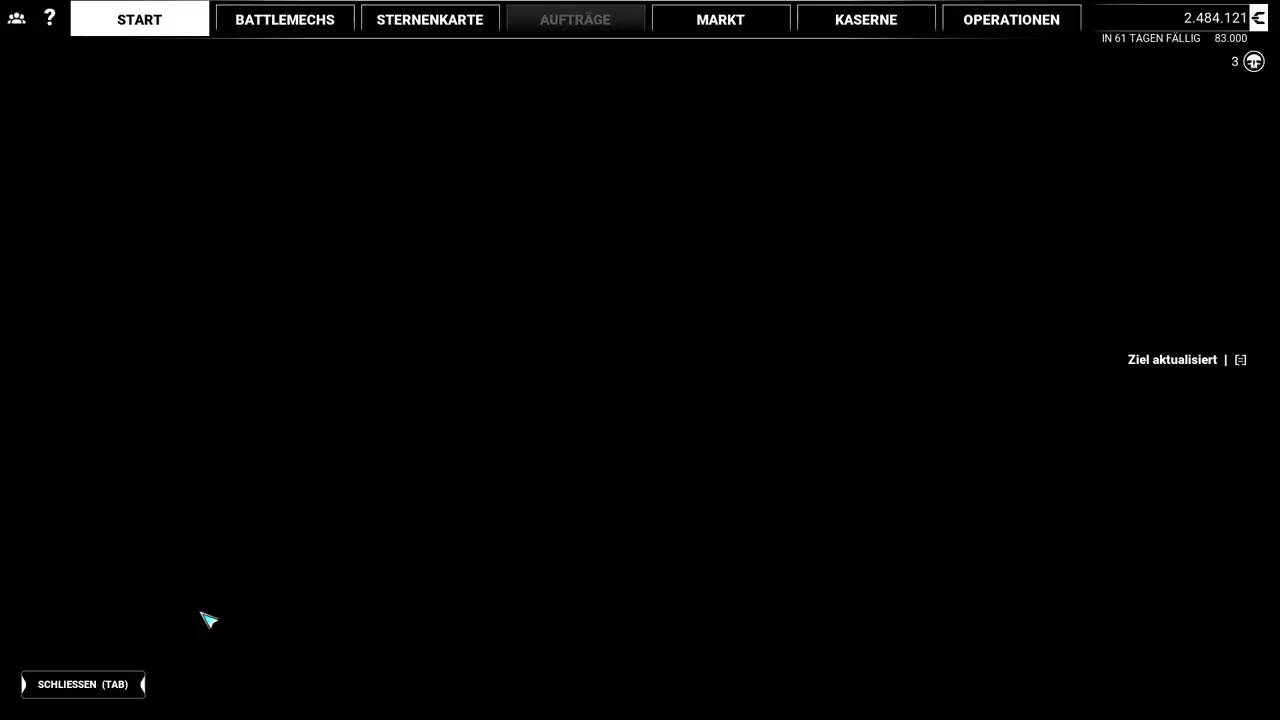 ?
START
BATTLEMECHS
STERNENKARTE
AUFTRÄGE
MARKT
KASERNE
OPERATIONEN
2.484.121
IN 61 TAGEN FÄLLIG 83.000
3
Ziel aktualisiert |
SCHLIESSEN (TAB)